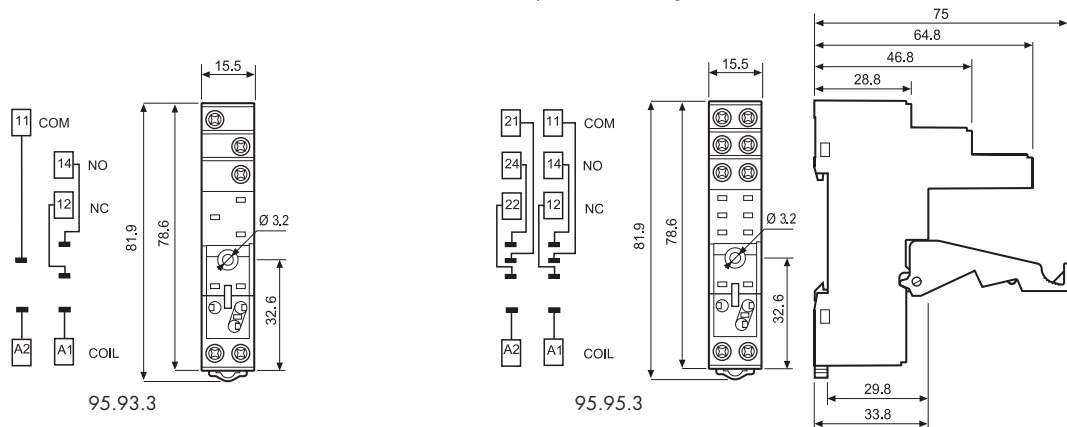 75
64.8
46.8
28.8
15.5
11 COM
14 NO
12 NC
81.9
78.6
Ø 3.2
32.6
A2 A1 COIL
95.93.3
15.5
21 11 COM
24 14 NO
22 12 NC
81.9
78.6
Ø 3.2
32.6
A2 A1 COIL
95.95.3
29.8
33.8